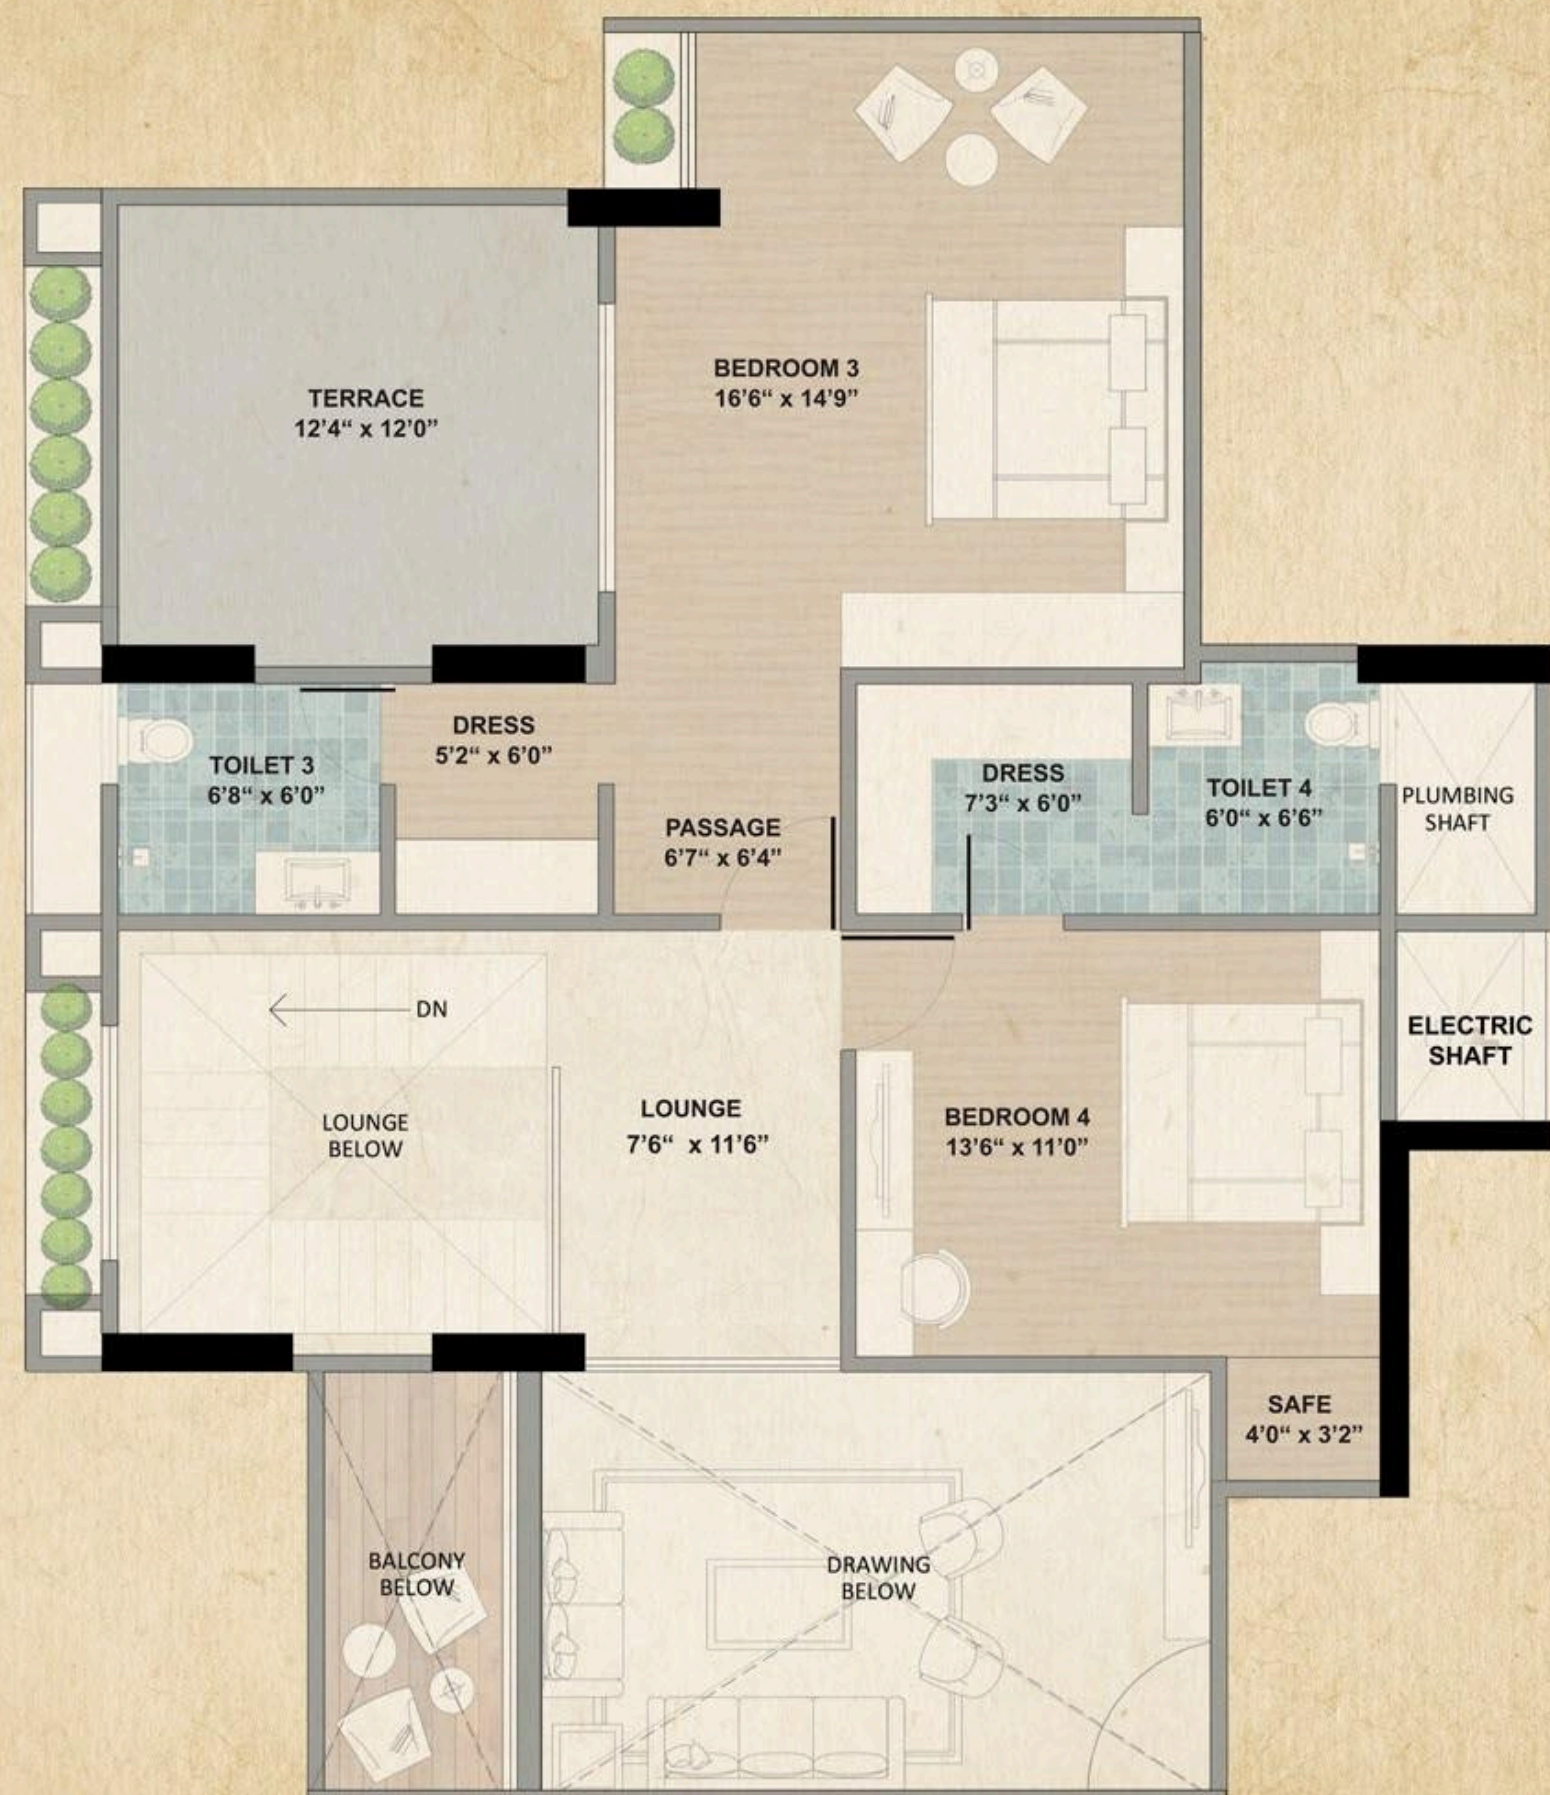 BEDROOM 3
16'6“ x 14'9”
TERRACE
12’4“ x 12’0”
DRESS
5’2“ x 6’0”
TOILET 3
6’8“ x 6’0”
DRESS
7’3“ x 6’0”
TOILET 4
6’0“ x 6’6”
PLUMBING
SHAFT
PASSAGE
6’7“ x 6’4”
DN
LOUNGE
BELOW
LOUNGE
7’6“ x 11’6”
BEDROOM 4
13’6“ x 11’0”
ELECTRIC
SHAFT
SAFE
4’0“ x 3’2”
BALCONY
BELOW
DRAWING
BELOW